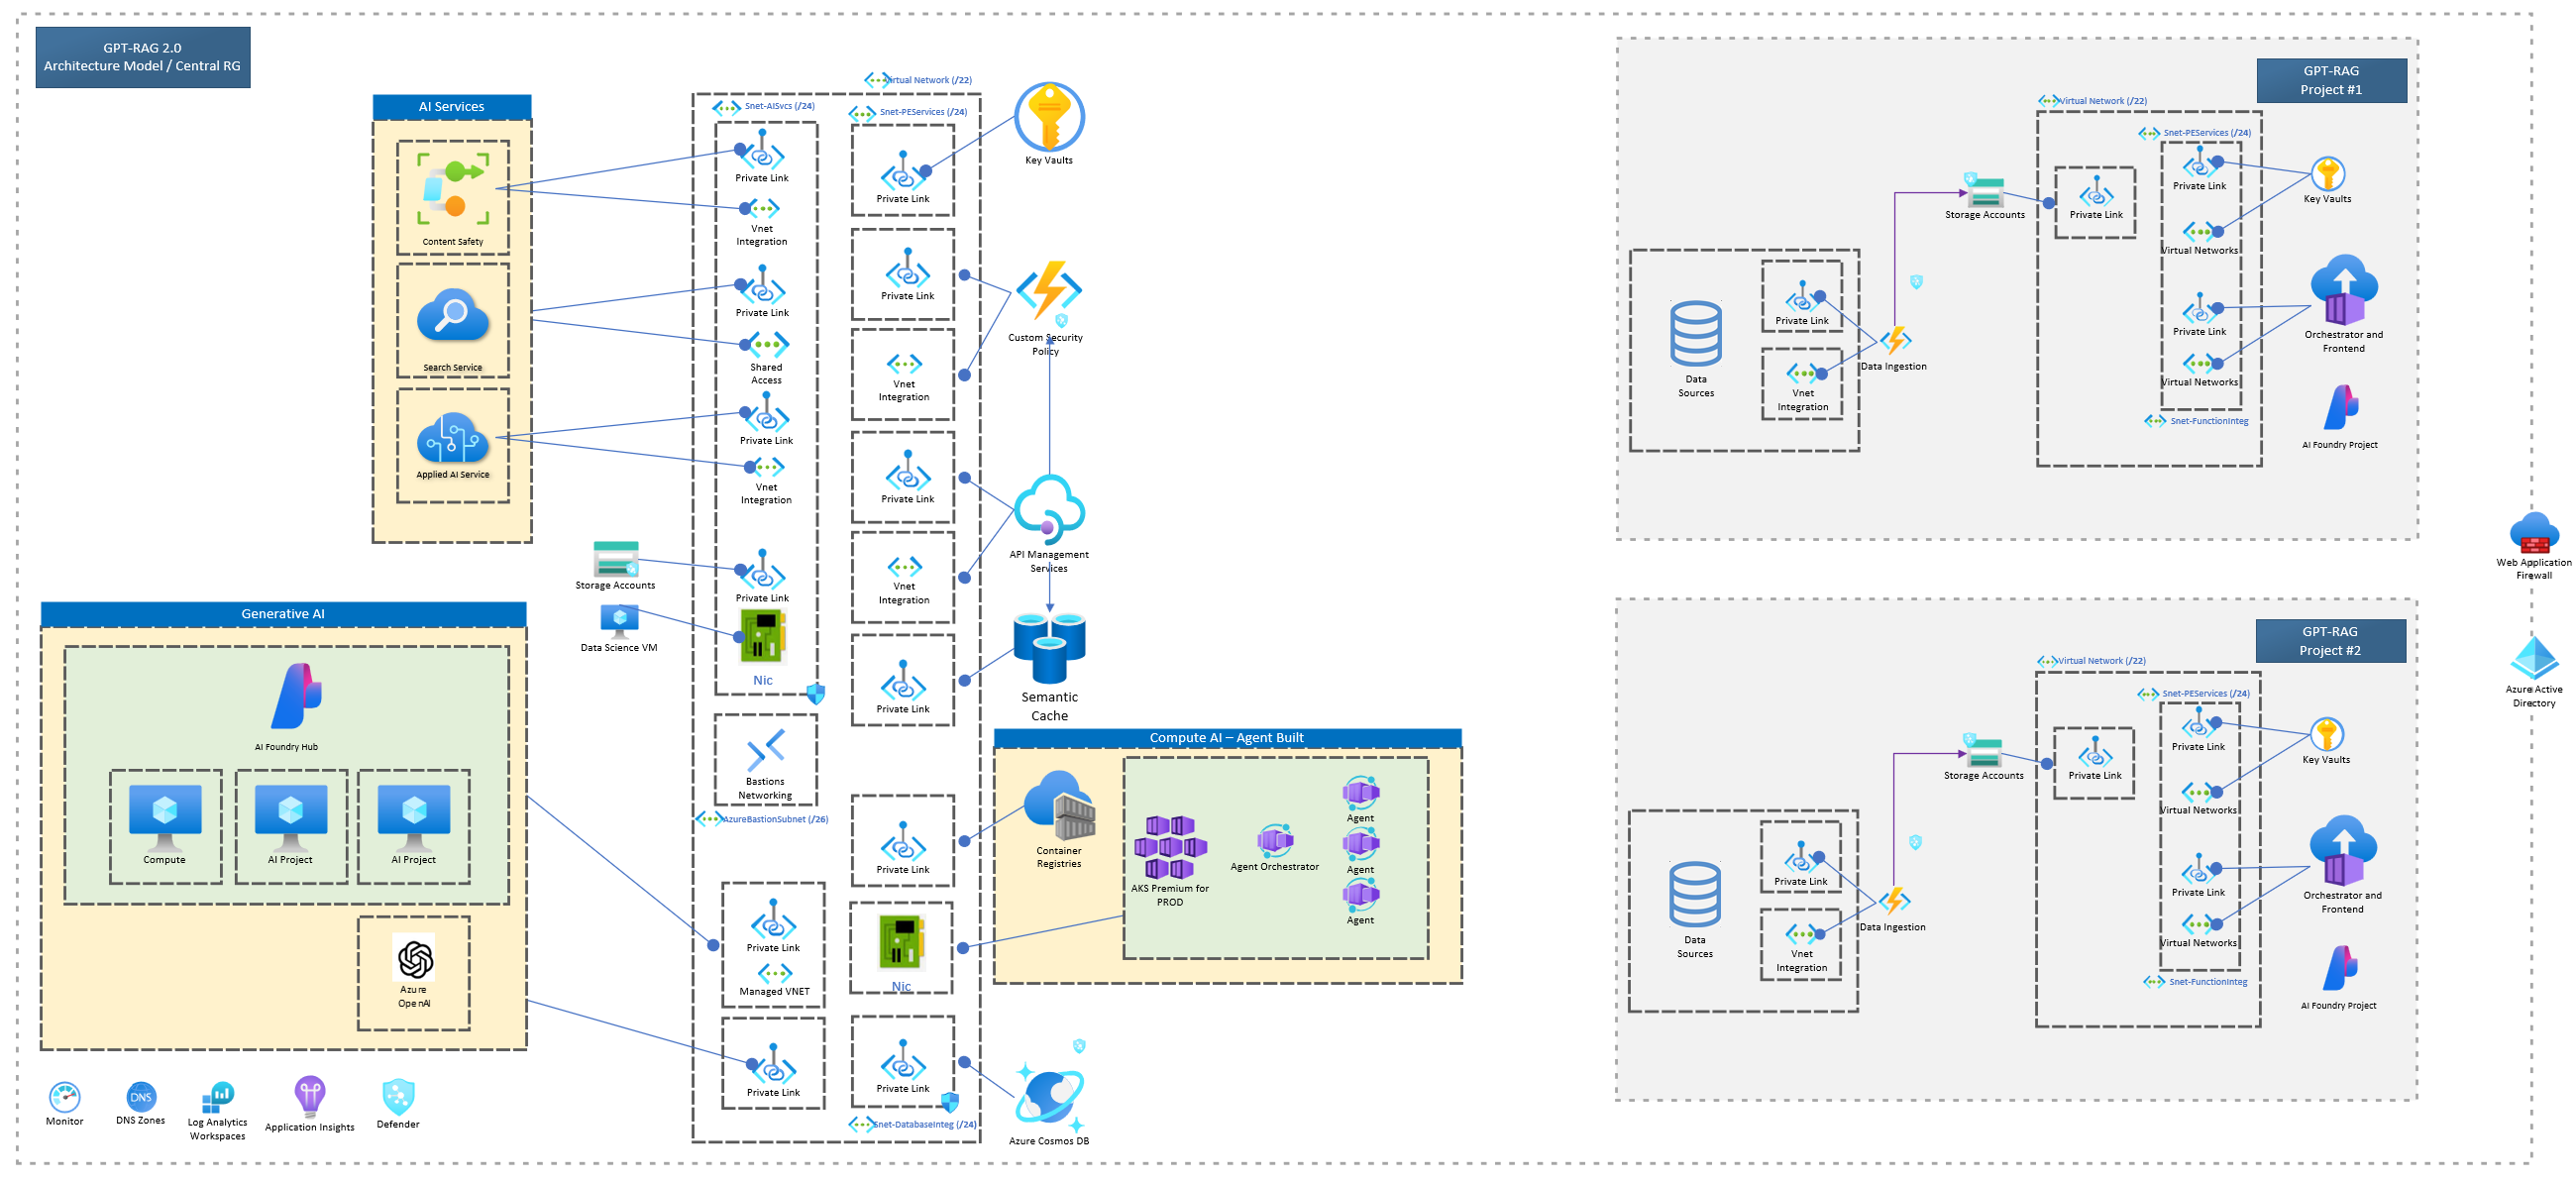 GPT-RAG 2.0
Architecture Model / Central RG
AI Services
Content Safety
Search Service
Applied AI Service
Virtual Network (/22)
Snet-AISvcs (/24)
Private Link
Vnet
Integration
Private Link
Shared
Access
Private Link
Vnet
Integration
Private Link
Nic
Storage Accounts
Data Science VM
Bastions
Networking
AzureBastionSubnet (/26)
Private Link
Managed VNET
Private Link
Snet-PEServices (/24)
Private Link
Private Link
Vnet
Integration
Private Link
Vnet
Integration
Private Link
Private Link
Nic
Private Link
Snet-DatabaseInteg (/24)
Key Vaults
Custom Security
Policy
API Management
Services
Semantic
Cache
Azure Cosmos DB
Generative AI
AI Foundry Hub
Compute
AI Project
AI Project
Azure
OpenAI
Monitor
DNS
DNS Zones
Log Analytics
Workspaces
Application Insights
Defender
Compute AI – Agent Built
Container
Registries
AKS Premium for
PROD
Agent Orchestrator
Agent
Agent
Agent
GPT-RAG
Project #1
Virtual Network (/22)
Snet-PEServices (/24)
Private Link
Private Link
Virtual Networks
Private Link
Virtual Networks
Snet-FunctionInteg
Key Vaults
Orchestrator and
Frontend
AI Foundry Project
Storage Accounts
Data
Sources
Private Link
Vnet
Integration
Data Ingestion
GPT-RAG
Project #2
Virtual Network (/22)
Snet-PEServices (/24)
Private Link
Private Link
Virtual Networks
Private Link
Virtual Networks
Snet-FunctionInteg
Key Vaults
Orchestrator and
Frontend
AI Foundry Project
Storage Accounts
Data
Sources
Private Link
Vnet
Integration
Data Ingestion
Web Application
Firewall
Azure Active
Directory